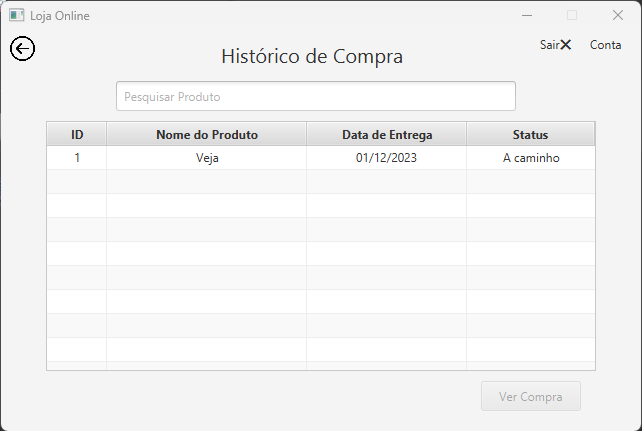 Loja Online
Sair Conta
Histórico de Compra
Pesquisar Produto
ID Nome do Produto Data de Entrega Status
1 Veja 01/12/2023 A caminho
Ver Compra